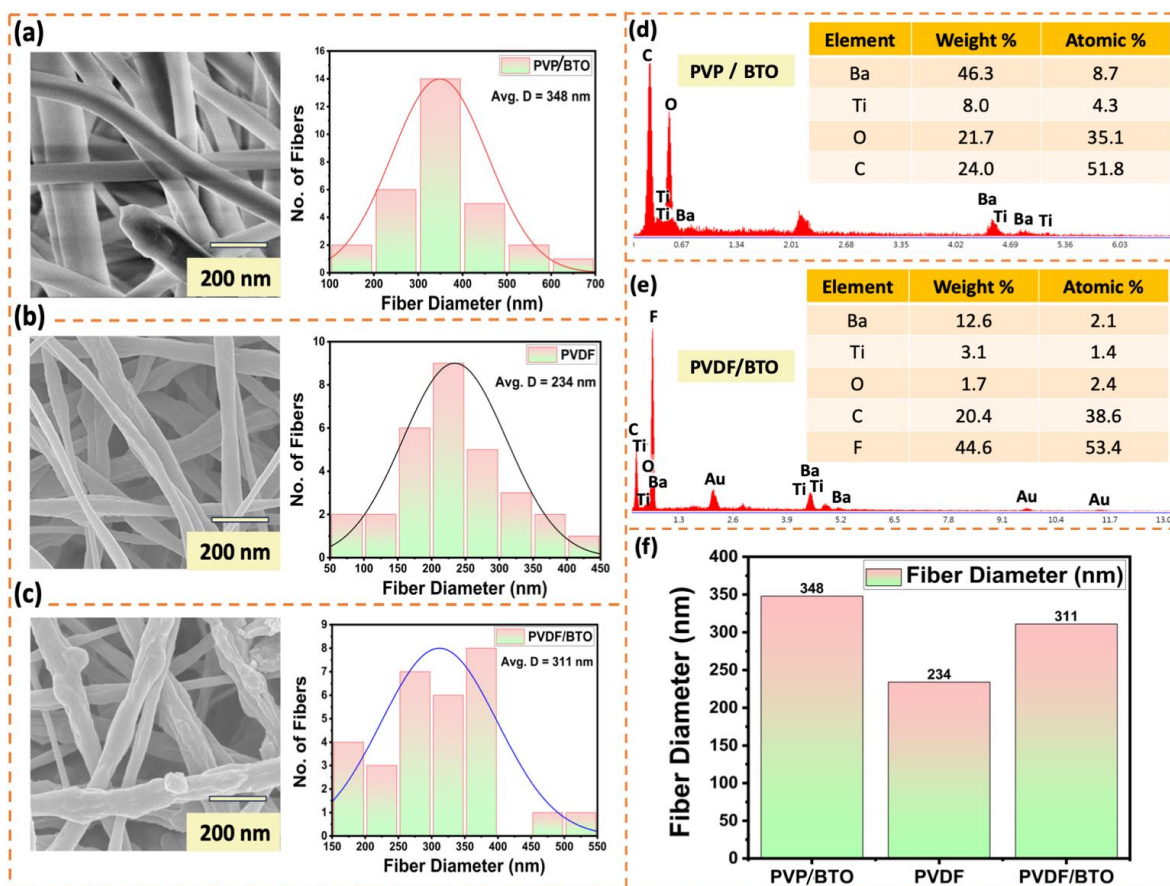 (a)
200 nm
No. of Fibers
16
14
12
10
8
6
4
2
0
PVP/BTO
Avg. D = 348 nm
100 200 300 400 500 600 700
Fiber Diameter (nm)
(b)
200 nm
No. of Fibers
10
8
6
4
2
0
PVDF
Avg. D = 234 nm
50 100 150 200 250 300 350 400 450
Fiber Diameter (nm)
(c)
200 nm
No. of Fibers
9
8
7
6
5
4
3
2
1
0
PVDF/BTO
Avg. D = 311 nm
150 200 250 300 350 400 450 500 550
Fiber Diameter (nm)
(d)
PVP / BTO
Element Weight % Atomic %
Ba 46.3 8.7
Ti 8.0 4.3
O 21.7 35.1
C 24.0 51.8
C
O
Ti
Ti
Ba
Ba
Ti
Ba
Ti
0 0.67 1.34 2.01 2.68 3.35 4.02 4.69 5.36 6.03
(e)
PVDF/BTO
Element Weight % Atomic %
Ba 12.6 2.1
Ti 3.1 1.4
O 1.7 2.4
C 20.4 38.6
F 44.6 53.4
F
C
Ti
O
Ti
Ba
Au
Ba
Ti
Ti
Ba
Au
Au
1.3 2.6 3.9 5.2 6.5 7.8 9.1 10.4 11.7 13.0
(f)
Fiber Diameter (nm)
400
350
300
250
200
150
100
50
0
Fiber Diameter (nm)
348
234
311
PVP/BTO PVDF PVDF/BTO